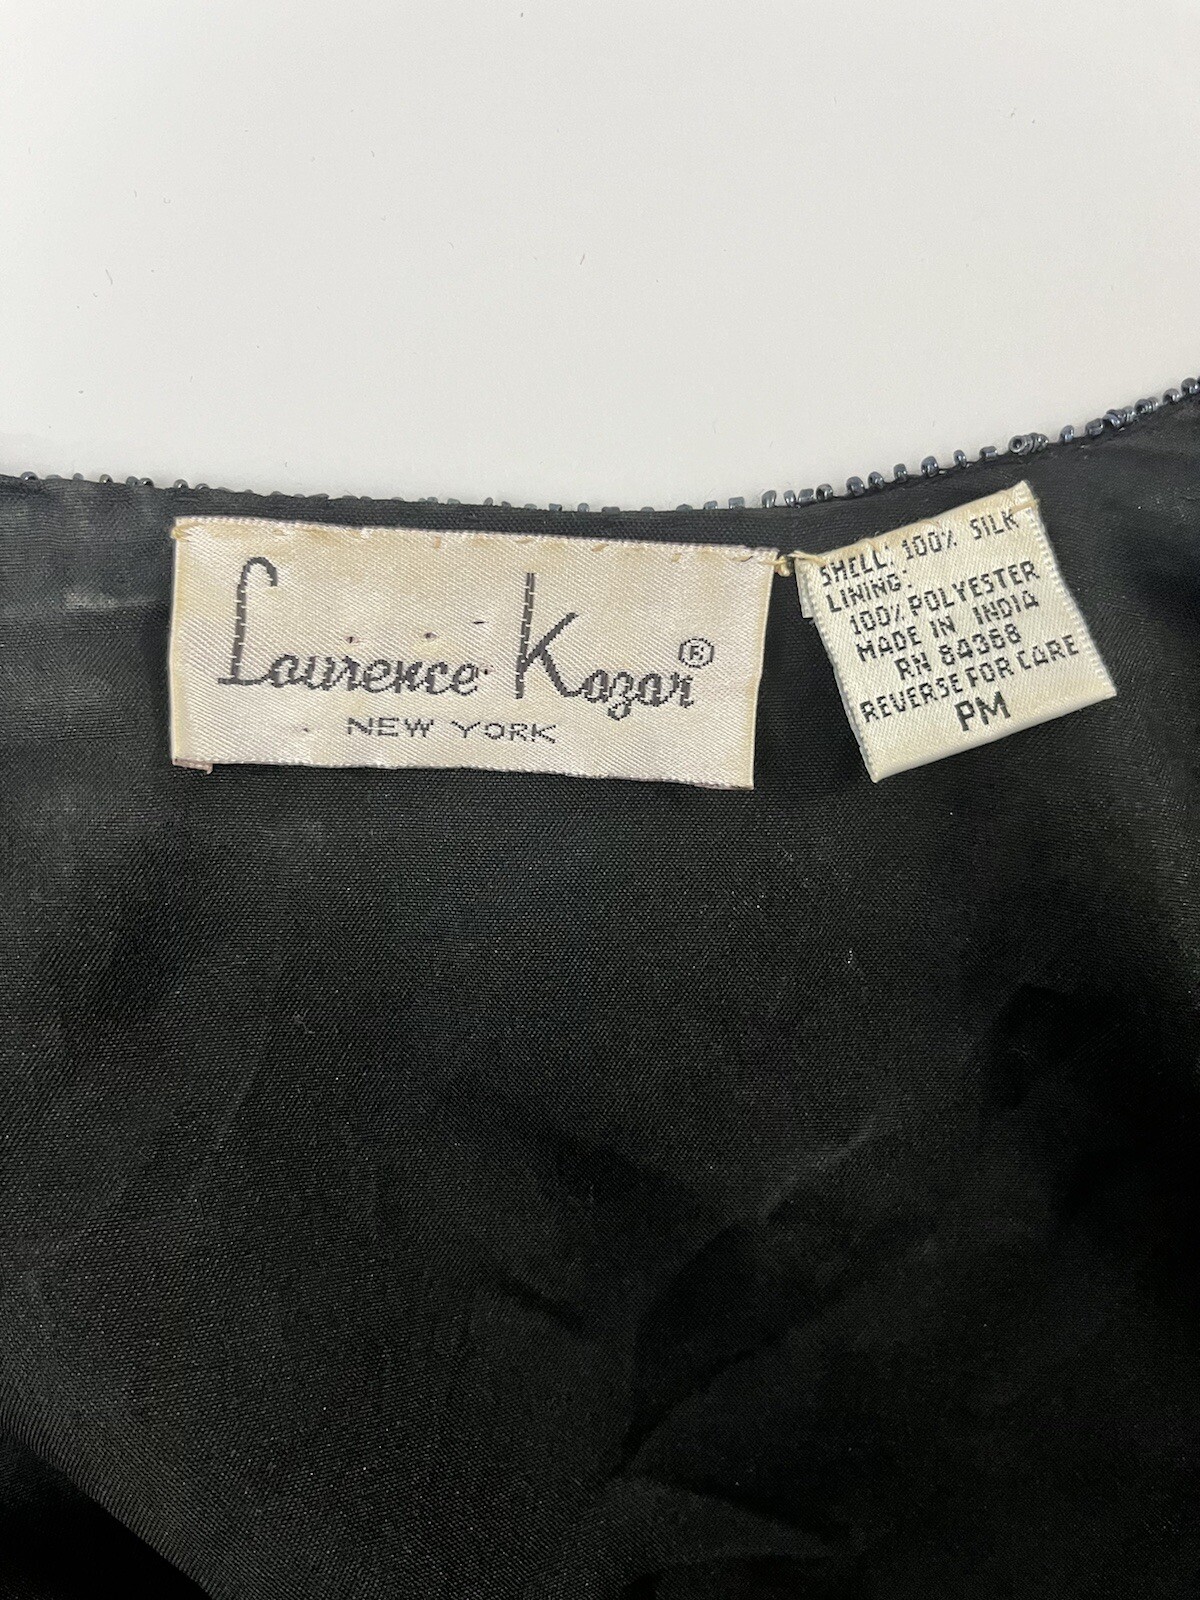 Laurence Kazar®
NEW YORK
SHELL: 100% SILK
LINING:
100% POLYESTER
MADE IN INDIA
RN 84368
REVERSE FOR CARE
PM